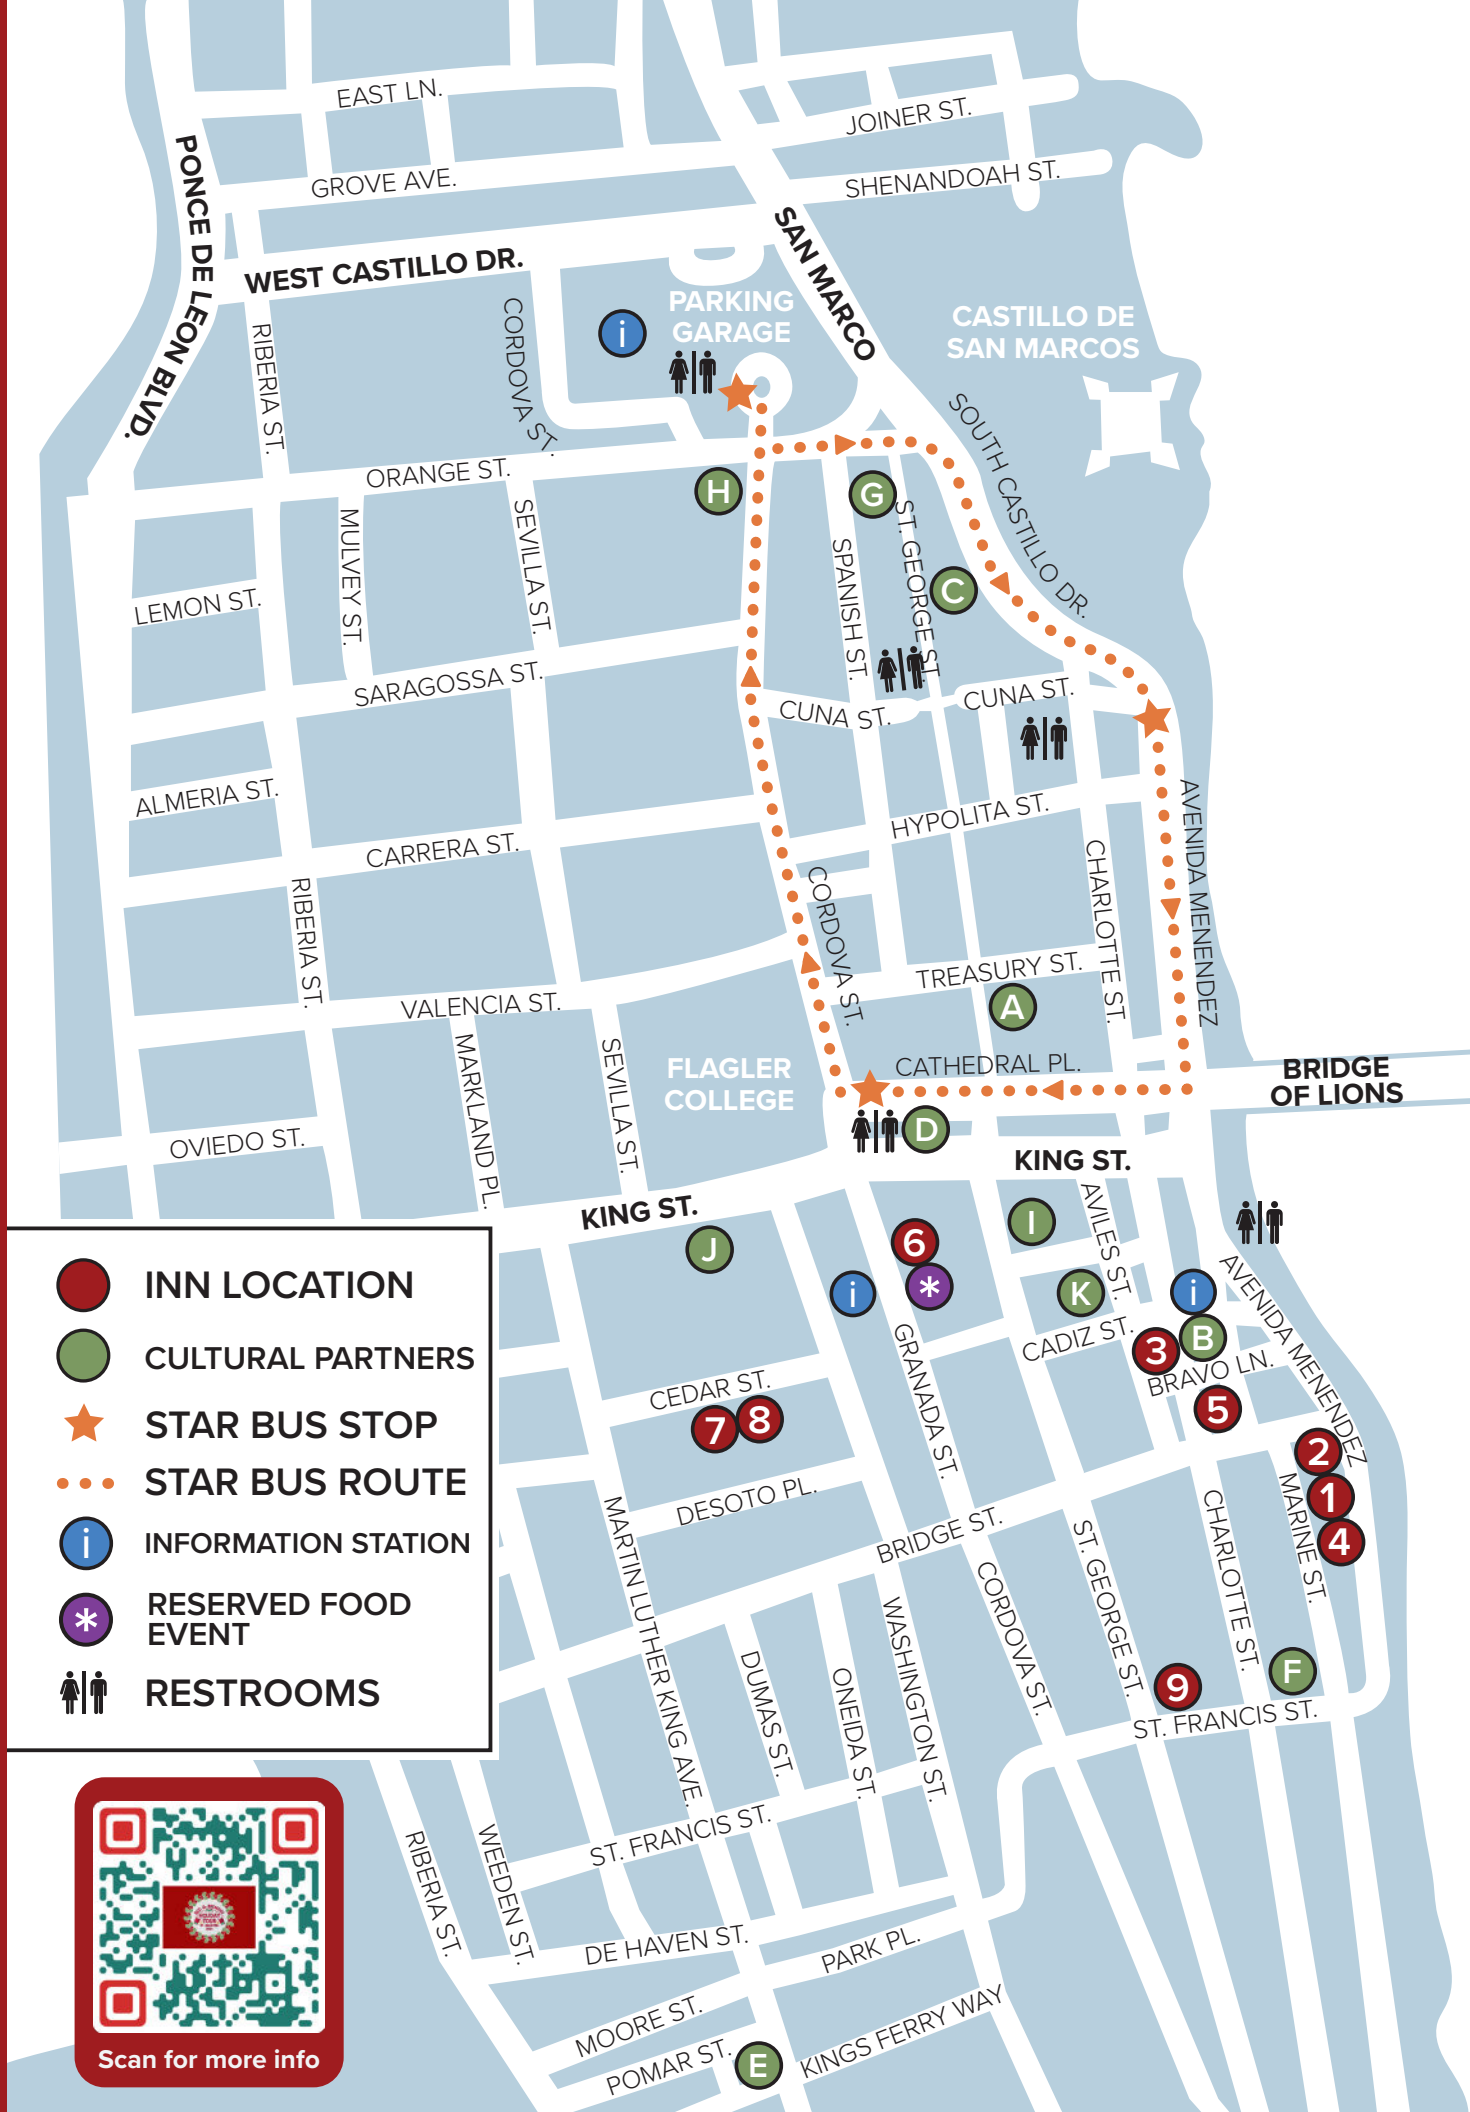 EAST LN.
JOINER ST.
GROVE AVE.
SHENANDOAH ST.
PONCE DE LEON BLVD.
WEST CASTILLO DR.
SAN MARCO
PARKING
GARAGE
CASTILLO DE
SAN MARCOS
i
RIBERIA ST.
CORDOVA ST.
SOUTH CASTILLO DR.
ORANGE ST.
H
G
MULVEY ST.
SEVILLA ST.
SPANISH ST.
ST. GEORGE ST.
C
LEMON ST.
SARAGOSSA ST.
CUNA ST.
CUNA ST.
ALMERIA ST.
HYPOLITA ST.
AVENIDA MENENDEZ
CARRERA ST.
CHARLOTTE ST.
RIBERIA ST.
CORDOVA ST.
TREASURY ST.
VALENCIA ST.
A
MARKLAND PL.
SEVILLA ST.
FLAGLER
COLLEGE
CATHEDRAL PL.
BRIDGE
OF LIONS
D
OVIEDO ST.
KING ST.
KING ST.
AVILES ST.
J
6
I
*
i
K
i
AVENIDA MENENDEZ
GRANADA ST.
CADIZ ST.
3
B
BRAVO LN.
CEDAR ST.
7
8
5
2
1
4
DESOTO PL.
MARINE ST.
BRIDGE ST.
MARTIN LUTHER KING AVE.
CHARLOTTE ST.
ST. GEORGE ST.
CORDOVA ST.
WASHINGTON ST.
DUMAS ST.
ONEIDA ST.
9
F
ST. FRANCIS ST.
ST. FRANCIS ST.
RIBERIA ST.
WEEDEN ST.
DE HAVEN ST.
PARK PL.
MOORE ST.
POMAR ST.
E
KINGS FERRY WAY
INN LOCATION
CULTURAL PARTNERS
STAR BUS STOP
STAR BUS ROUTE
i INFORMATION STATION
* RESERVED FOOD
EVENT
RESTROOMS
Scan for more info